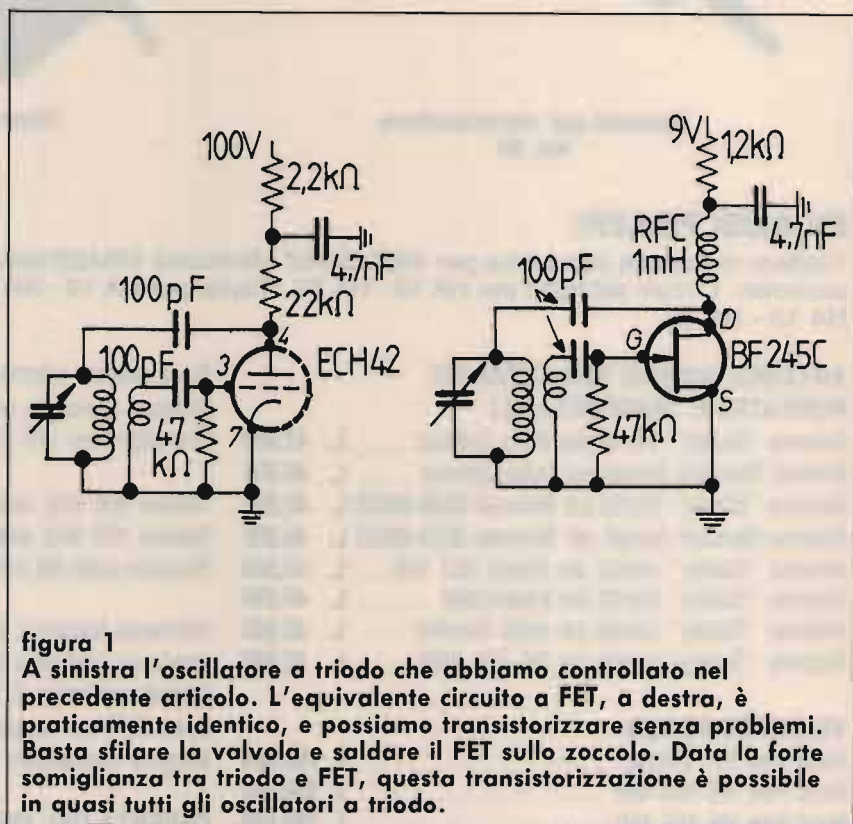 100V
2,2kΩ
4,7nF
22kΩ
100pF
100pF
4
3
ECH42
47
kΩ
7
9V
1,2kΩ
RFC
1mH
4,7nF
100pF
D
G
BF245C
S
47kΩ
figura 1
A sinistra l'oscillatore a triodo che abbiamo controllato nel
precedente articolo. L'equivalente circuito a FET, a destra, è
praticamente identico, e possiamo transistorizzare senza problemi.
Basta sfilare la valvola e saldare il FET sullo zoccolo. Data la forte
somiglianza tra triodo e FET, questa transistorizzazione è possibile
in quasi tutti gli oscillatori a triodo.